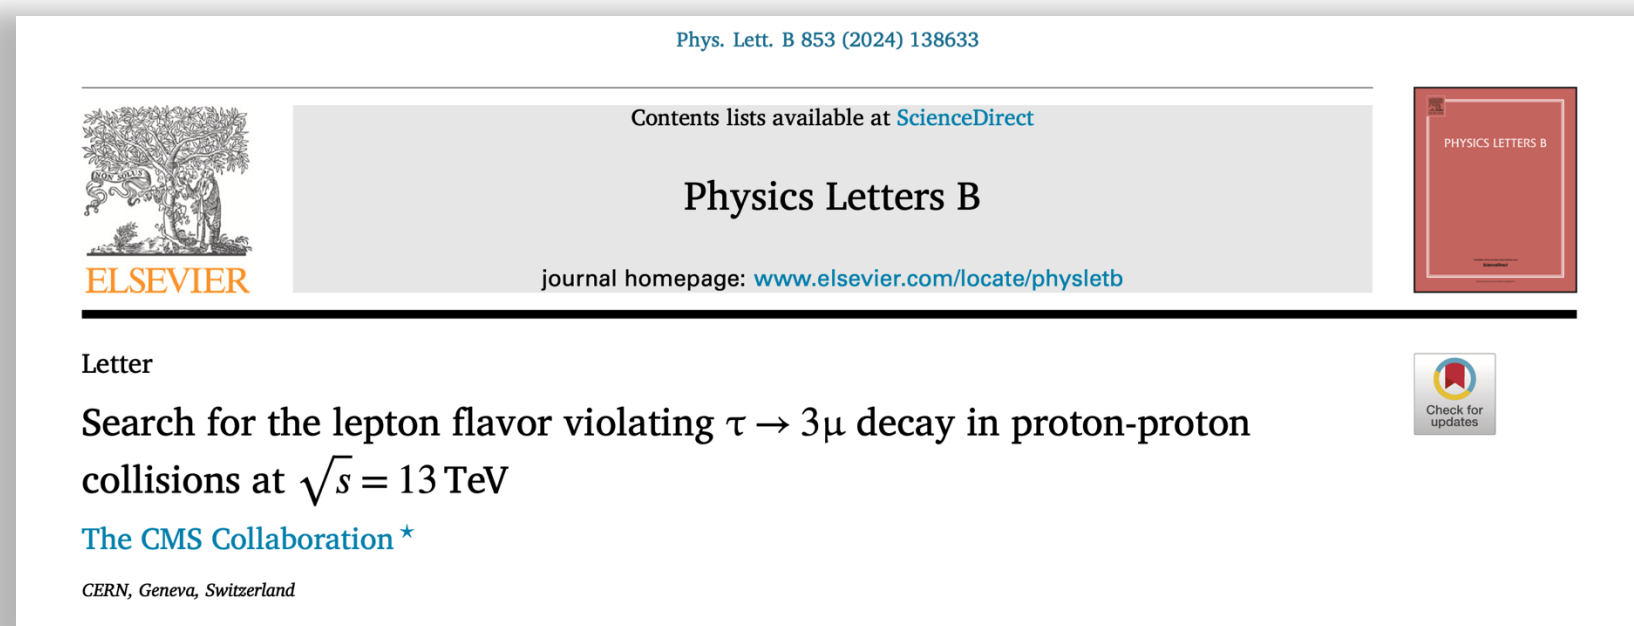 Phys. Lett. B 853 (2024) 138633
Contents lists available at ScienceDirect
Physics Letters B
journal homepage: www.elsevier.com/locate/physletb
NON SOLUS
ELSEVIER
PHYSICS LETTERS B
Letter
Check for
updates
Search for the lepton flavor violating τ → 3μ decay in proton-proton
collisions at √s = 13 TeV
The CMS Collaboration ★
CERN, Geneva, Switzerland